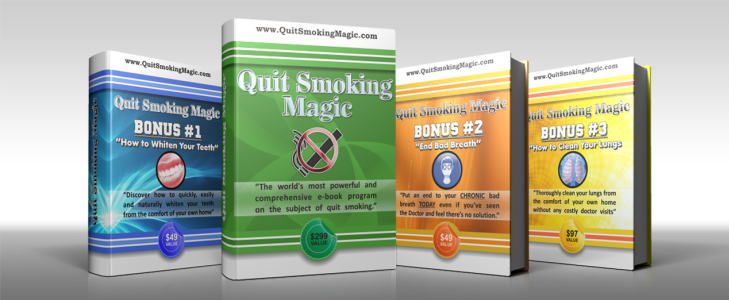 www.QuitSmokingMagic.com
Quit Smoking Magic
BONUS #1
"How to Whiten Your Teeth"
"Discover how to quickly, easily
and naturally whiten your teeth
from the comfort of your own home"
$49
VALUE
Quit Smoking Magic
www.QuitSmokingMagic.com
Quit Smoking
Magic
"The world's most powerful and
comprehensive e-book program
on the subject of quit smoking."
$299
VALUE
www.QuitSmokingMagic.com
Quit Smoking Magic
BONUS #2
"End Bad Breath"
"Put an end to your CHRONIC bad
breath TODAY even if you've seen
the Doctor and feel there's no solution."
$49
VALUE
www.QuitSmokingMagic.com
Quit Smoking Magic
BONUS #3
"How to Clean Your Lungs
"Thoroughly clean your lungs from
the comfort of your own home
without any costly doctor visits"
$97
VALUE